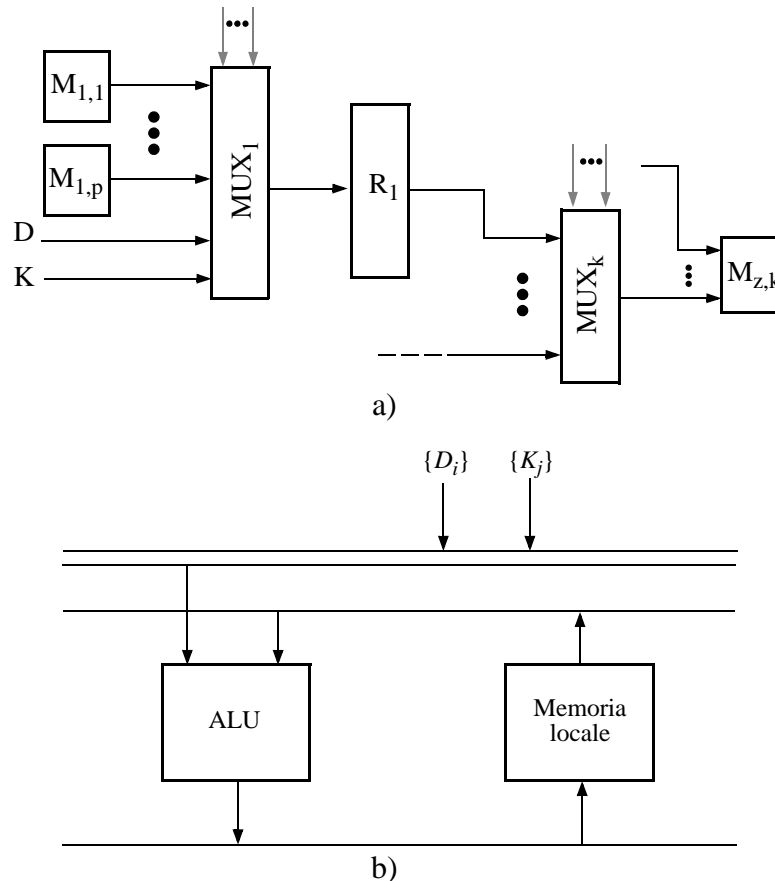 M1,1
M1,p
D
K
MUX1
R1
MUXk
Mz,k
a)
{Di} {Kj}
ALU
Memoria
locale
b)